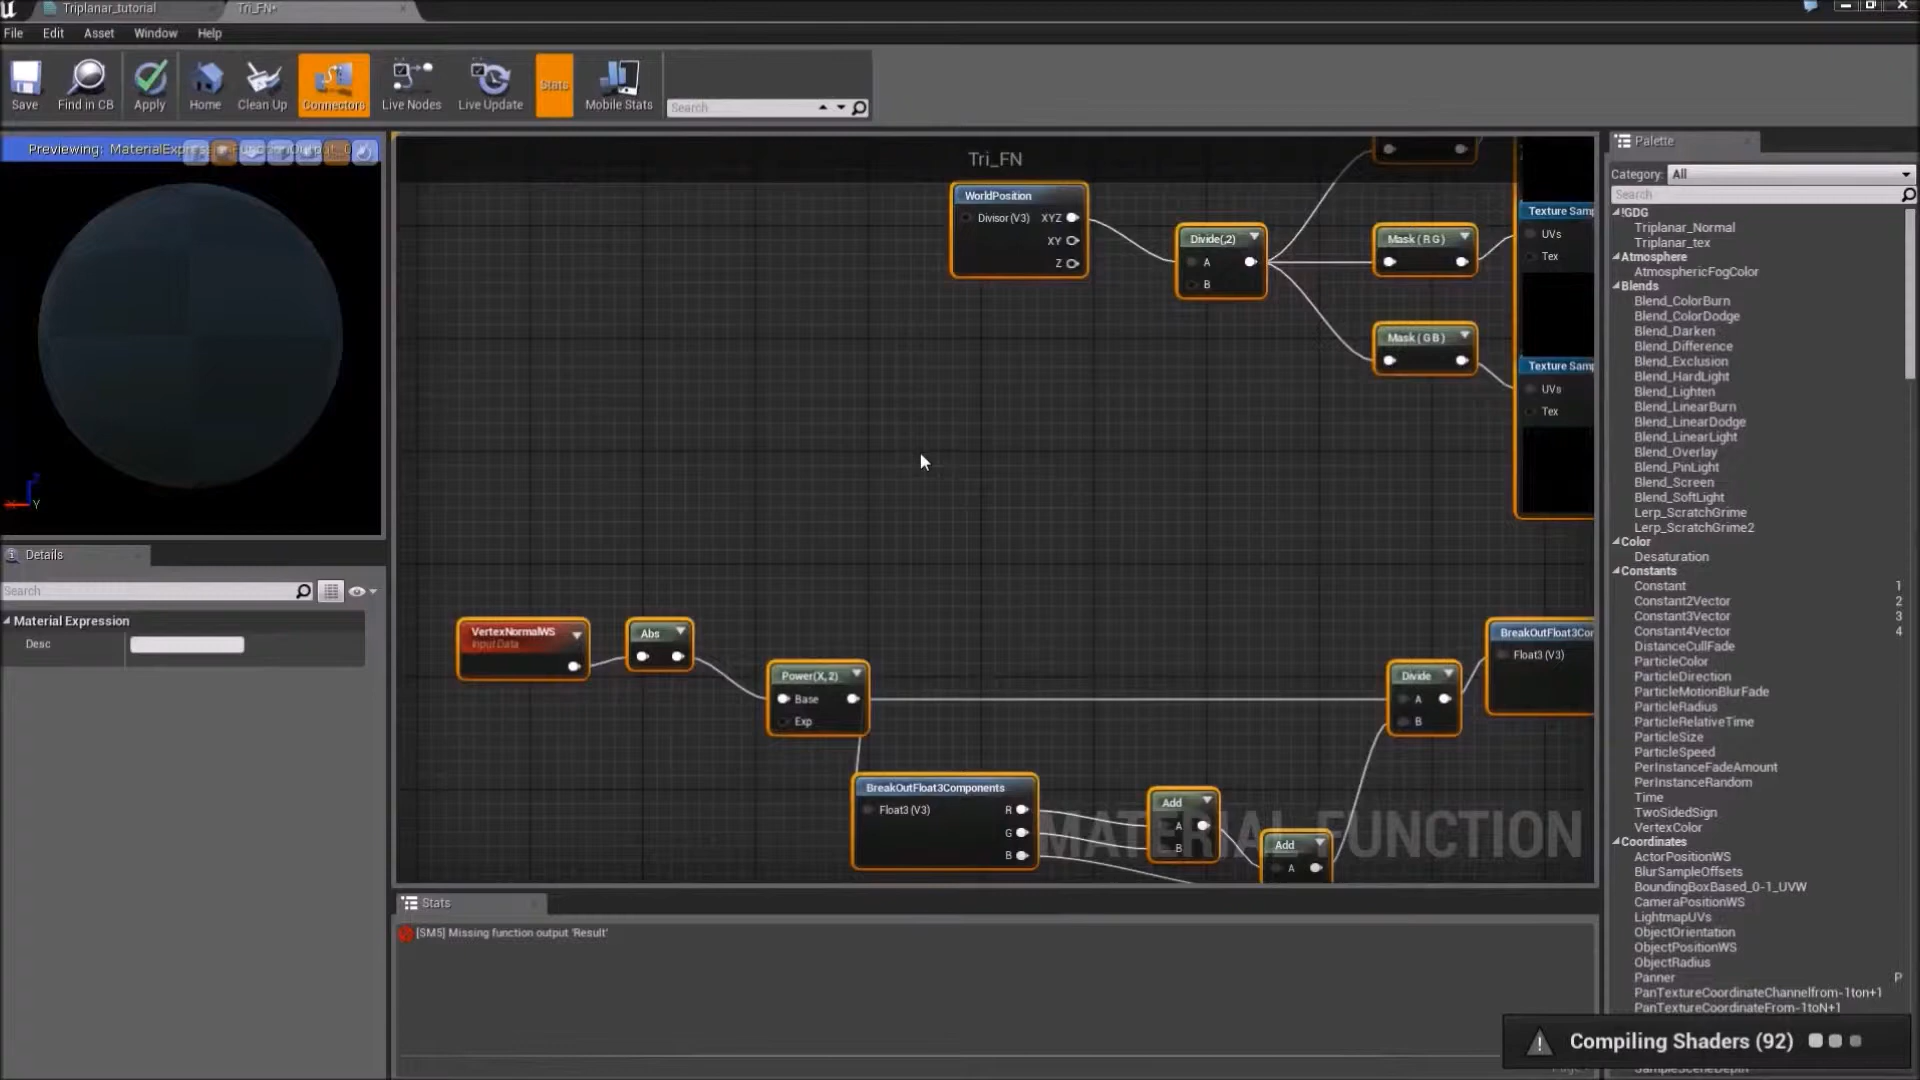 Triplanar_tutorial
Tri_FN*
File Edit Asset Window Help
Save
Find in CB
Apply
Home
Clean Up
Connectors
Live Nodes
Live Update
Stats
Mobile Stats
Search
Previewing:
Tri_FN
WorldPosition
Divisor (V3) XYZ
XY
Z
Divide(,2)
A
B
Mask ( R G )
Mask ( G B )
Texture Samp
UVs
Tex
Texture Samp
UVs
Tex
VertexNormalWS
Input Data
Abs
Power(X, 2)
Base
Exp
BreakOutFloat3Components
Float3 (V3) R
G
B
Add
A
B
Add
A
Divide
A
B
BreakOutFloat3Con
Float3 (V3)
MATERIAL FUNCTION
Details
Search
Material Expression
Desc
Stats
[SM5] Missing function output 'Result'
Palette
Category: All
Search
!GDG
Triplanar_Normal
Triplanar_tex
Atmosphere
AtmosphericFogColor
Blends
Blend_ColorBurn
Blend_ColorDodge
Blend_Darken
Blend_Difference
Blend_Exclusion
Blend_HardLight
Blend_Lighten
Blend_LinearBurn
Blend_LinearDodge
Blend_LinearLight
Blend_Overlay
Blend_PinLight
Blend_Screen
Blend_SoftLight
Lerp_ScratchGrime
Lerp_ScratchGrime2
Color
Desaturation
Constants
Constant 1
Constant2Vector 2
Constant3Vector 3
Constant4Vector 4
DistanceCullFade
ParticleColor
ParticleDirection
ParticleMotionBlurFade
ParticleRadius
ParticleRelativeTime
ParticleSize
ParticleSpeed
PerInstanceFadeAmount
PerInstanceRandom
Time
TwoSidedSign
VertexColor
Coordinates
ActorPositionWS
BlurSampleOffsets
BoundingBoxBased_0-1_UVW
CameraPositionWS
LightmapUVs
ObjectOrientation
ObjectPositionWS
ObjectRadius
Panner P
PanTextureCoordinateChannelfrom-1ton+1
PanTextureCoordinateFrom-1toN+1
Compiling Shaders (92)